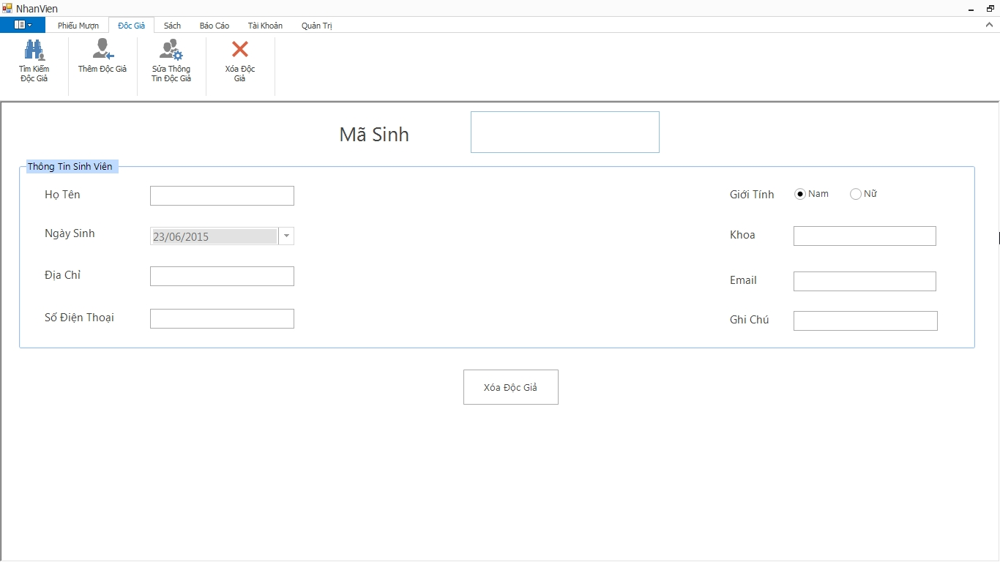 NhanVien
Phiếu Mượn
Độc Giả
Sách
Báo Cáo
Tài Khoản
Quản Trị
Tìm Kiếm
Độc Giả
Thêm Độc Giả
Sửa Thông
Tin Độc Giả
Xóa Độc
Giả
Mã Sinh
Thông Tin Sinh Viên
Họ Tên
Giới Tính
Nam
Nữ
Ngày Sinh
23/06/2015
Khoa
Địa Chỉ
Email
Số Điện Thoại
Ghi Chú
Xóa Độc Giả